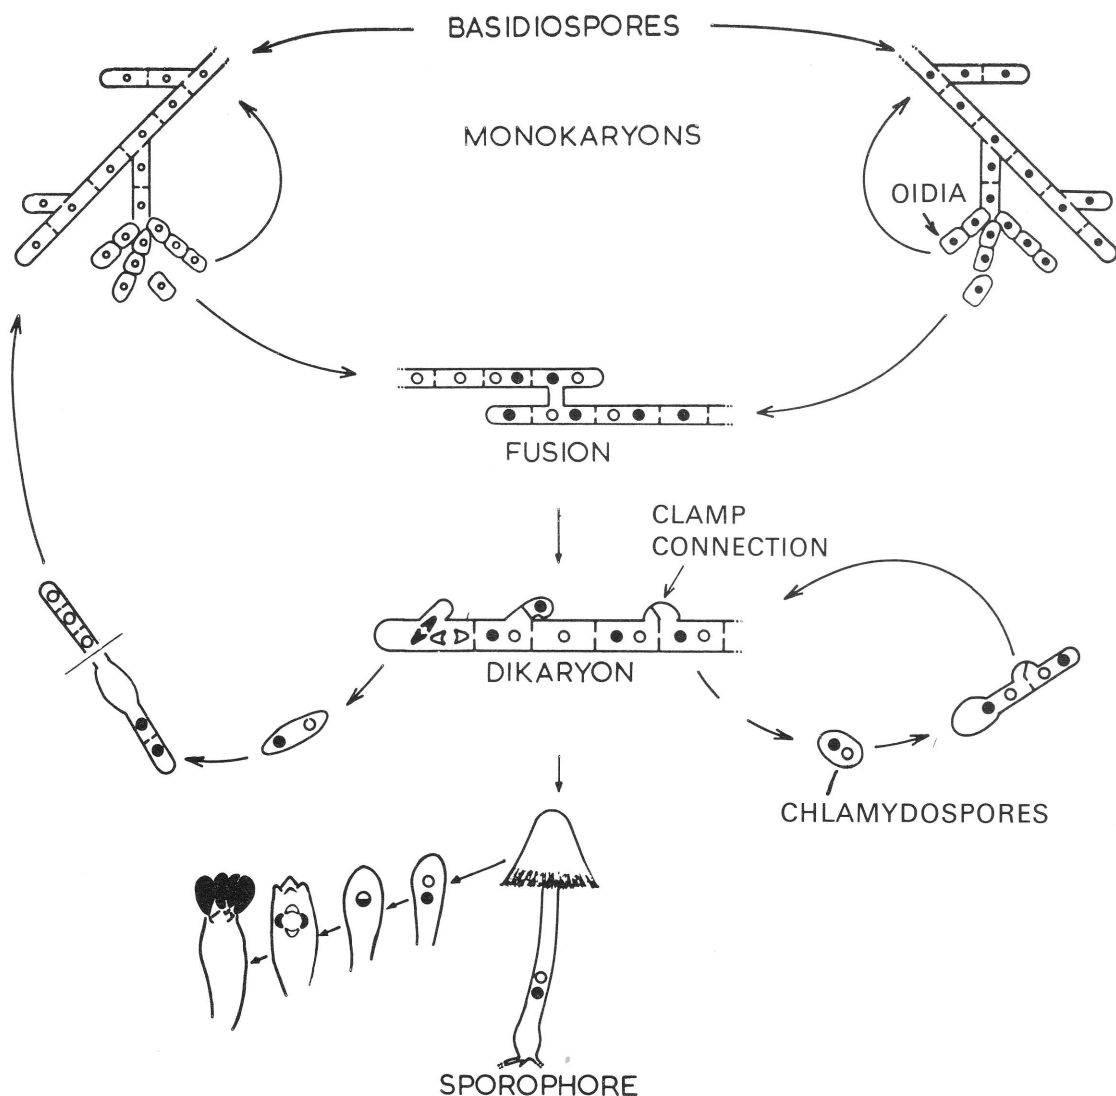 BASIDIOSPORES
MONOKARYONS
OIDIA
FUSION
CLAMP
CONNECTION
DIKARYON
CHLAMYDOSPORES
SPOROPHORE